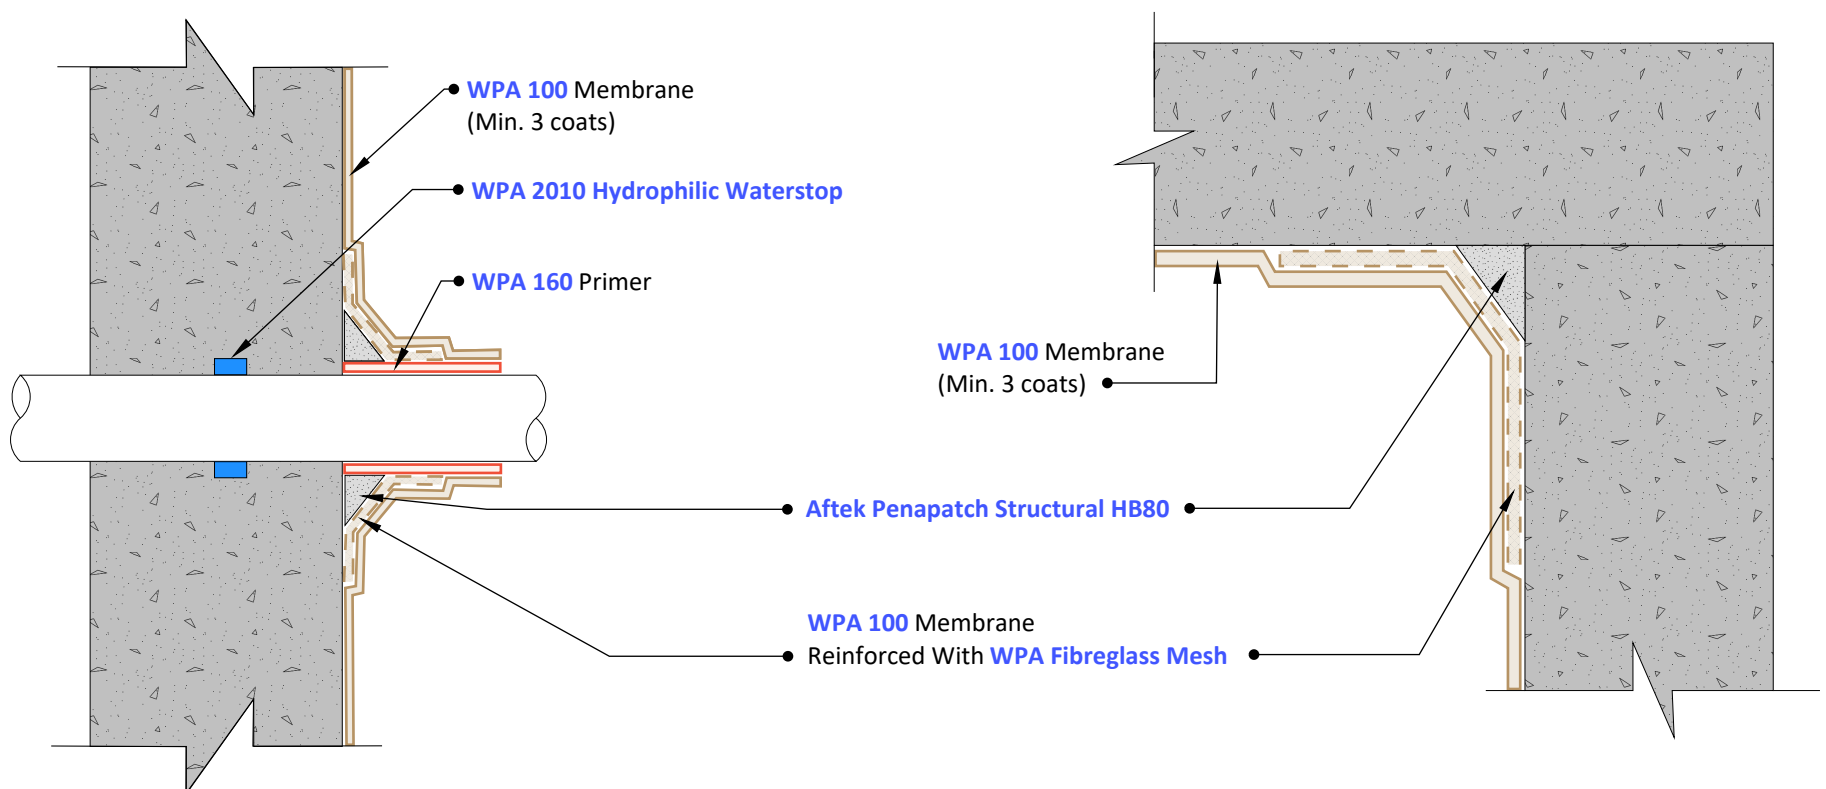 WPA 100 Membrane
(Min. 3 coats)
WPA 2010 Hydrophilic Waterstop
WPA 160 Primer
WPA 100 Membrane
(Min. 3 coats)
Aftek Penapatch Structural HB80
WPA 100 Membrane
Reinforced With WPA Fibreglass Mesh